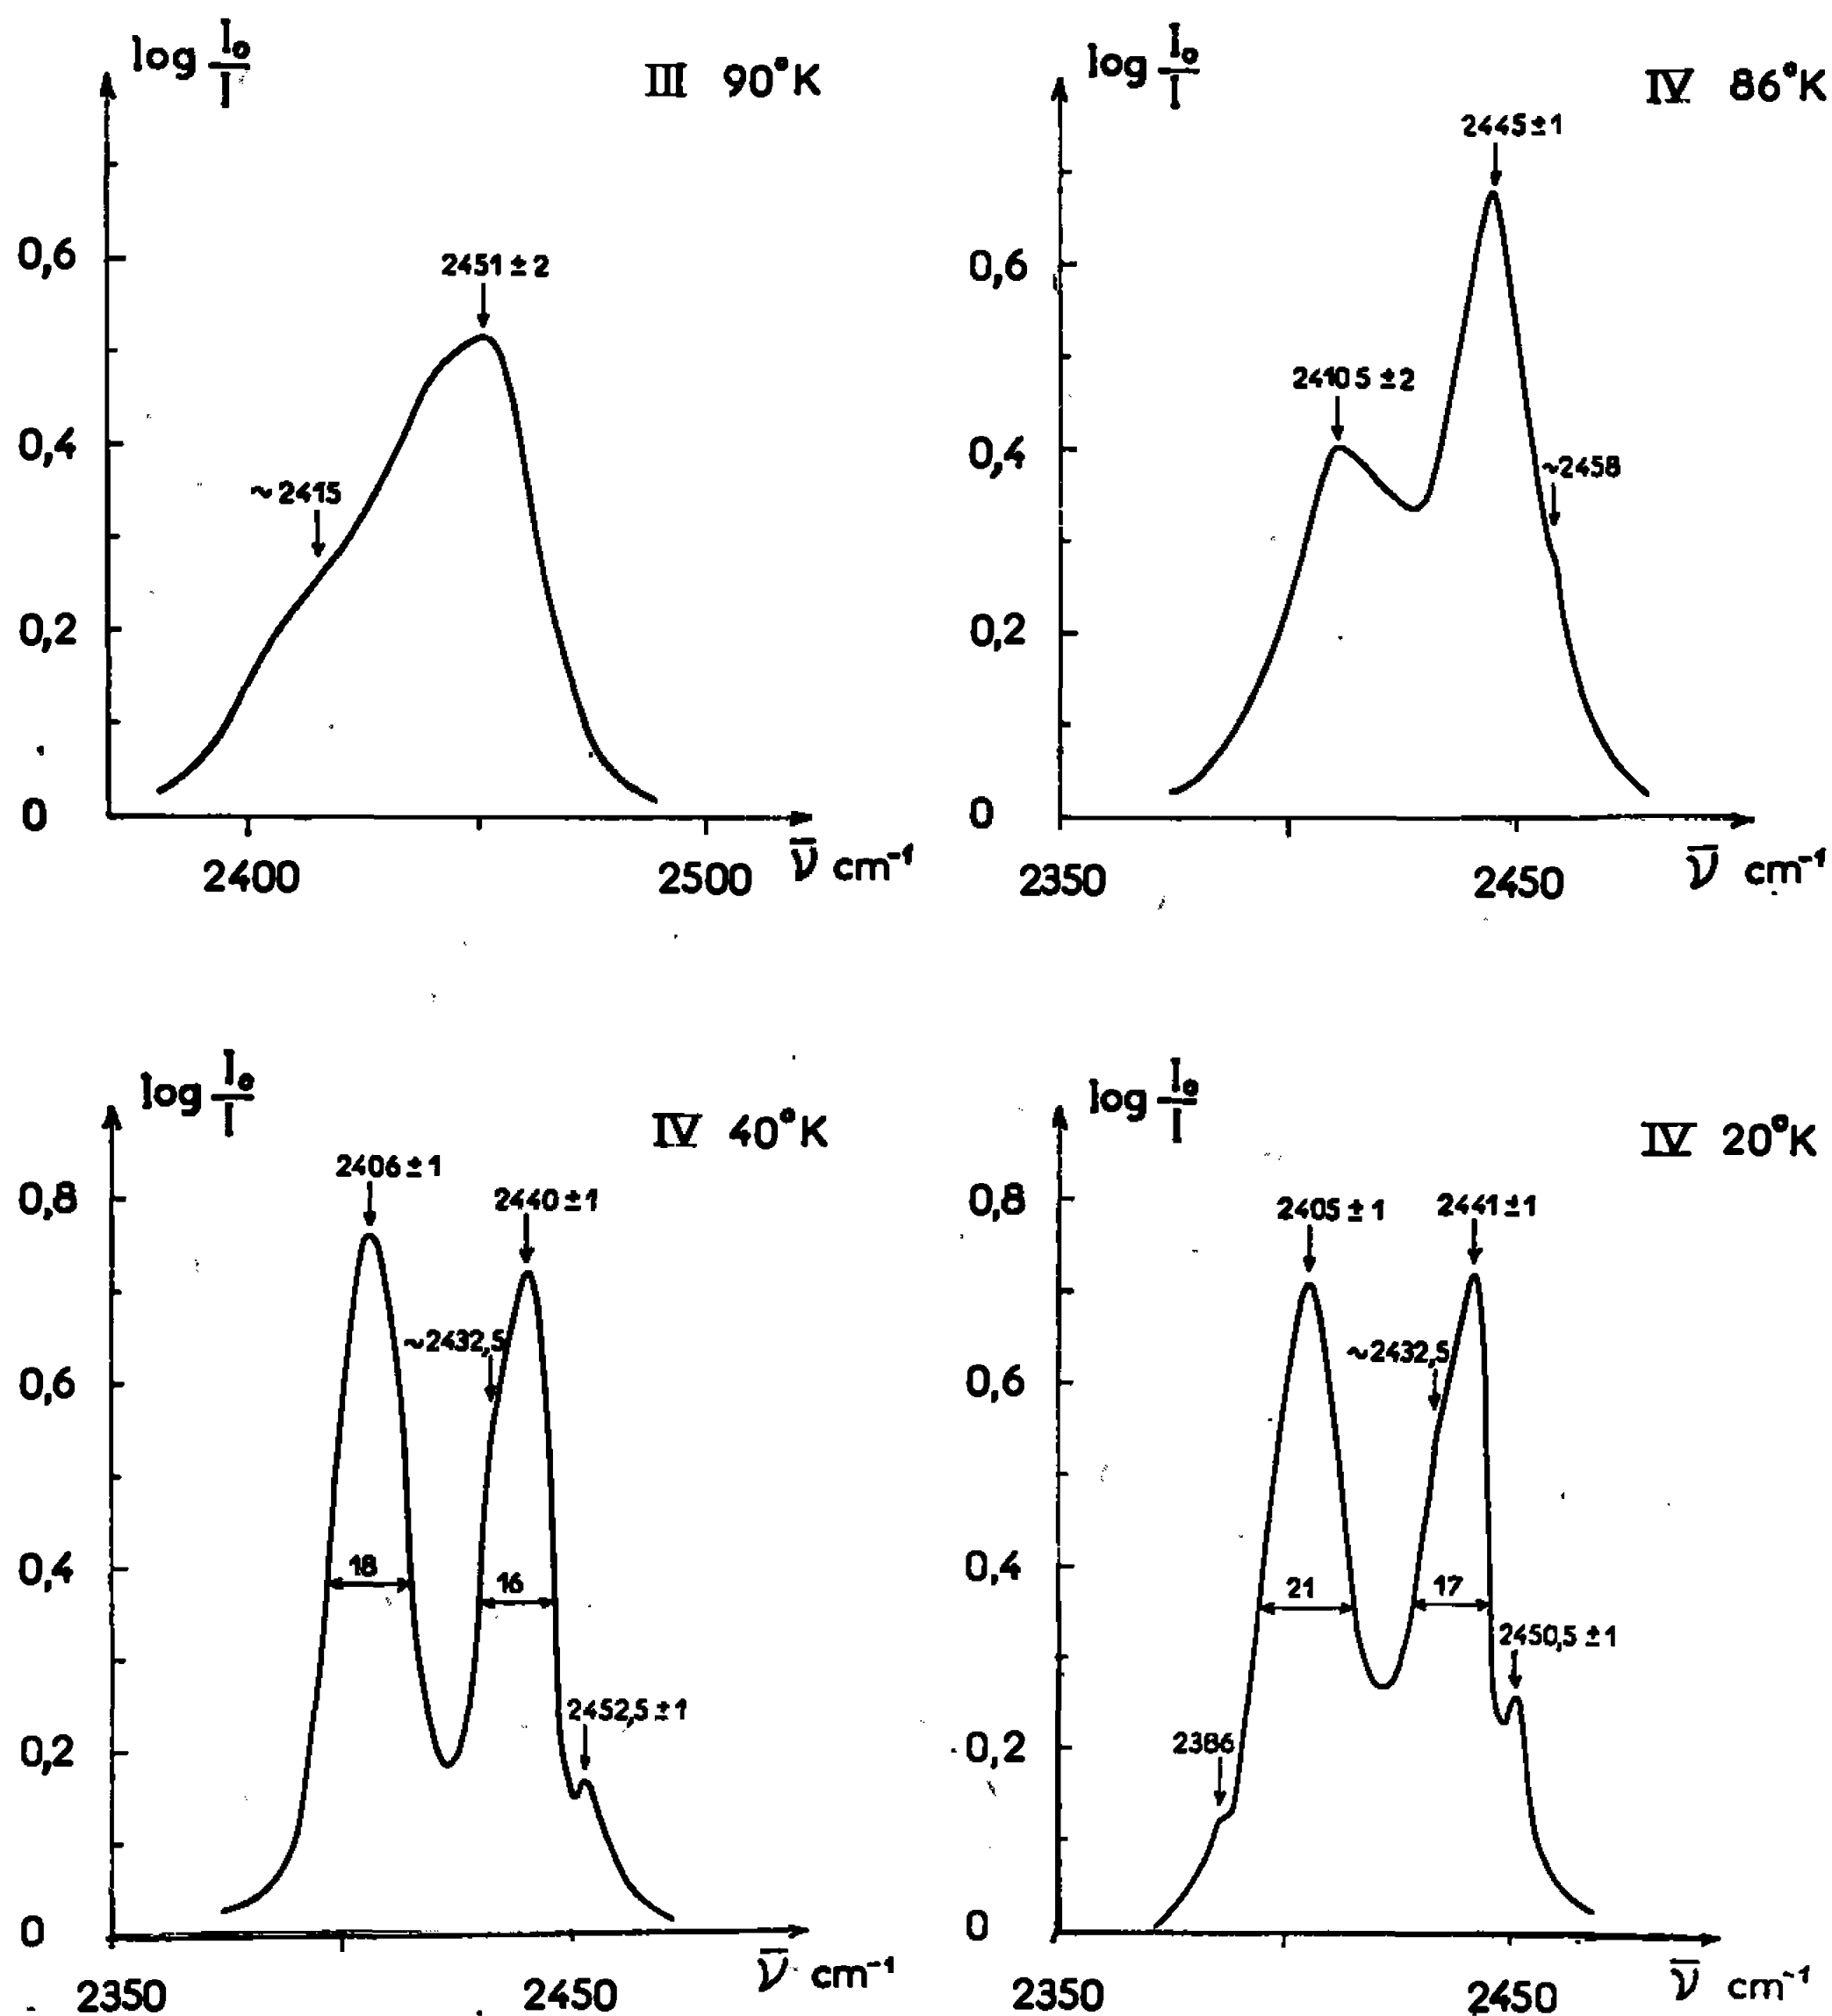 log I₀/I
III 90°K
2451 ± 2
0,6
0,4
~2415
0,2
0
2400
2500
ν̅ cm⁻¹
log I₀/I
IV 86°K
2445 ± 1
0,6
2410 5 ± 2
0,4
~2458
0,2
0
2350
2450
ν̅ cm⁻¹
log I₀/I
IV 40°K
2406 ± 1
2440 ± 1
0,8
~2432,5
0,6
0,4
18
16
2452,5 ± 1
0,2
0
2350
2450
ν̅ cm⁻¹
log I₀/I
IV 20°K
2405 ± 1
2441 ± 1
0,8
~2432,5
0,6
0,4
21
17
2450,5 ± 1
2386
0,2
0
2350
2450
ν̅ cm⁻¹